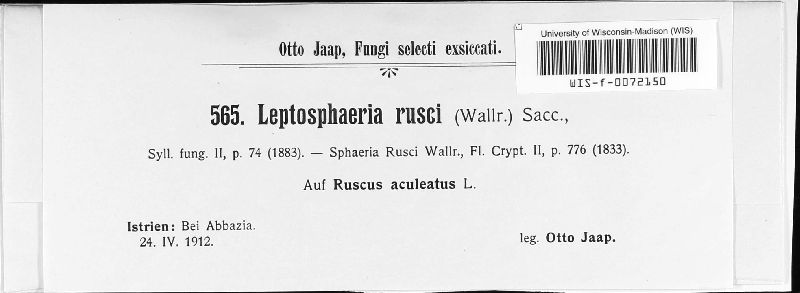 Otto Jaap, Fungi selecti exsiccati.
University of Wisconsin-Madison (WIS)
WIS-f-0072150
565. Leptosphaeria rusci (Wallr.) Sacc.,
Syll. fung. II, p. 74 (1883). — Sphaeria Rusci Wallr., Fl. Crypt. II, p. 776 (1833).
Auf Ruscus aculeatus L.
Istrien: Bei Abbazia.
24. IV. 1912.
leg. Otto Jaap.